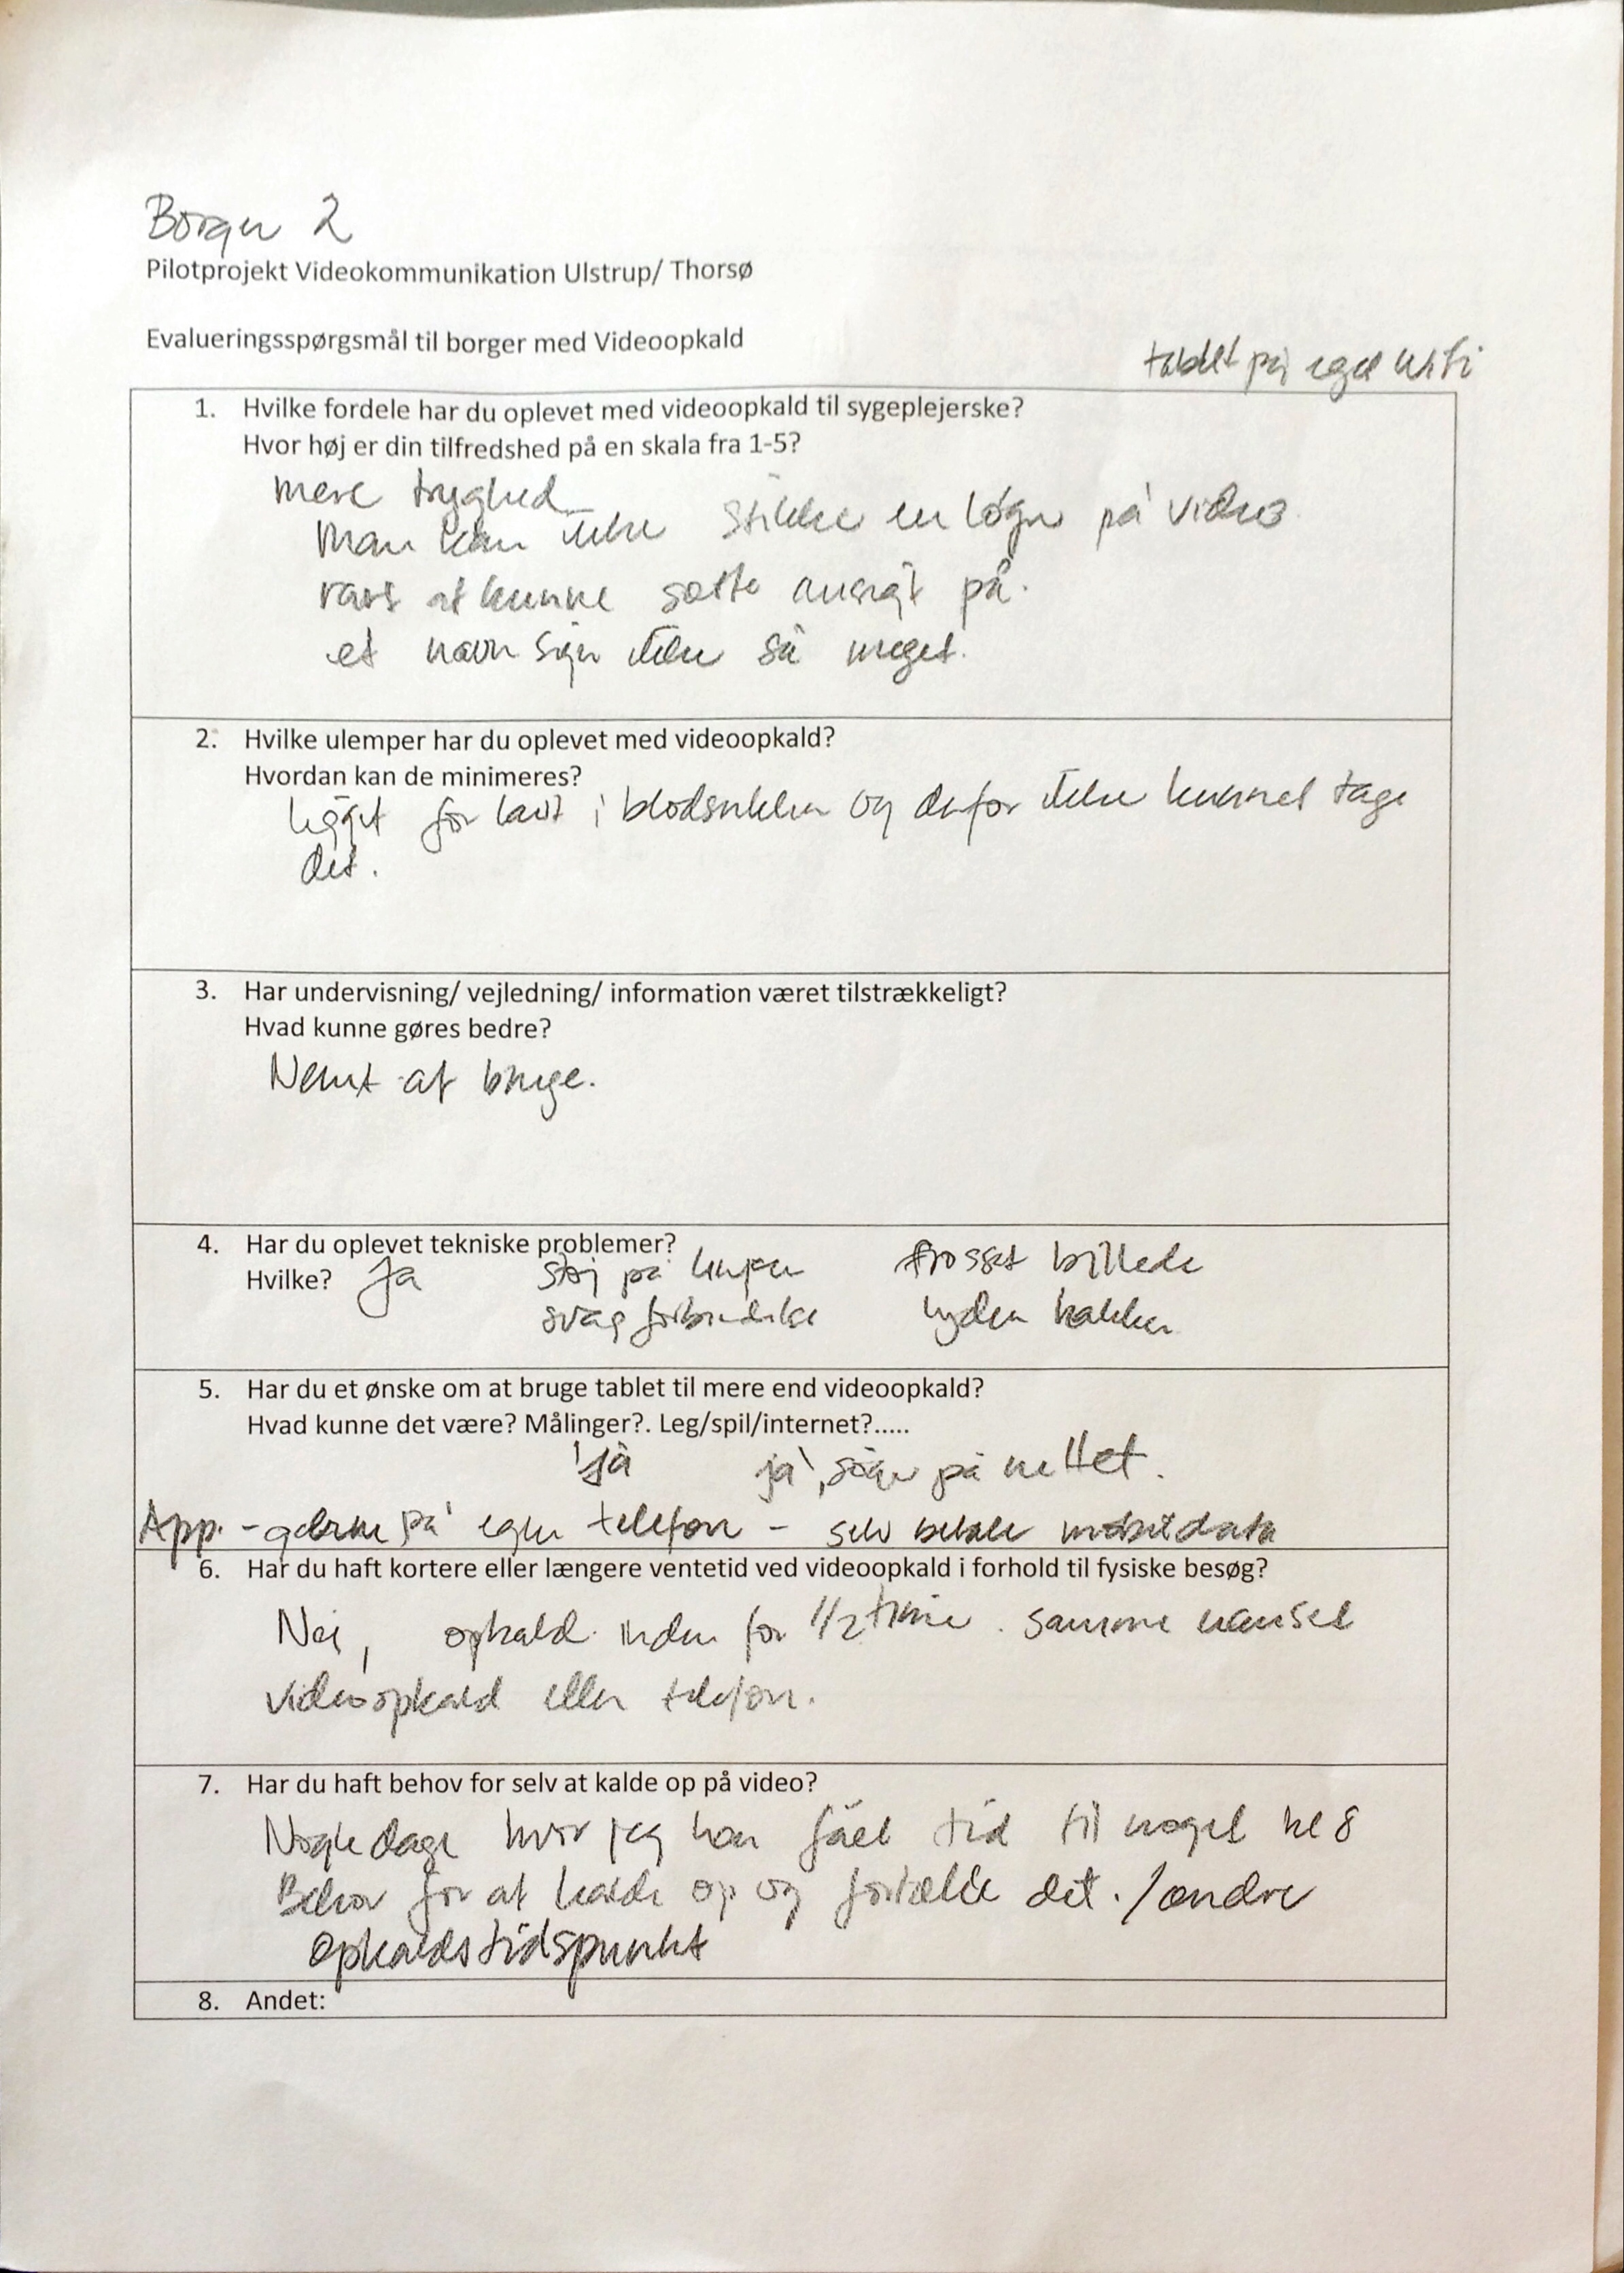 Borger 2
Pilotprojekt Videokommunikation Ulstrup/ Thorsø
Evalueringsspørgsmål til borger med Videoopkald
tablet på eget wifi
1. Hvilke fordele har du oplevet med videoopkald til sygeplejerske?
Hvor høj er din tilfredshed på en skala fra 1-5?
mere tryghed
man kan ikke stikke en løgn på video
rart at kunne sætte ansigt på.
et navn siger ikke så meget.
2. Hvilke ulemper har du oplevet med videoopkald?
Hvordan kan de minimeres?
ligget for lavt i blodsukker og derfor ikke kunnet tage
det.
3. Har undervisning/ vejledning/ information været tilstrækkeligt?
Hvad kunne gøres bedre?
Nemt at bruge.
4. Har du oplevet tekniske problemer?
Hvilke? Ja støj på linjen frosset billede
svag forbindelse lyden hakker
5. Har du et ønske om at bruge tablet til mere end videoopkald?
Hvad kunne det være? Målinger?. Leg/spil/internet?.....
ja ja, søge på nettet.
App. - gerne på egen telefon - selv betale mobildata
6. Har du haft kortere eller længere ventetid ved videoopkald i forhold til fysiske besøg?
Nej, opkald inden for 1/2 time. samme uanset
videoopkald eller telefon.
7. Har du haft behov for selv at kalde op på video?
Nogle dage hvor jeg har fået tid til noget kl 8
Behov for at kalde op og fortælle det. / ændre
opkaldstidspunkt
8. Andet: